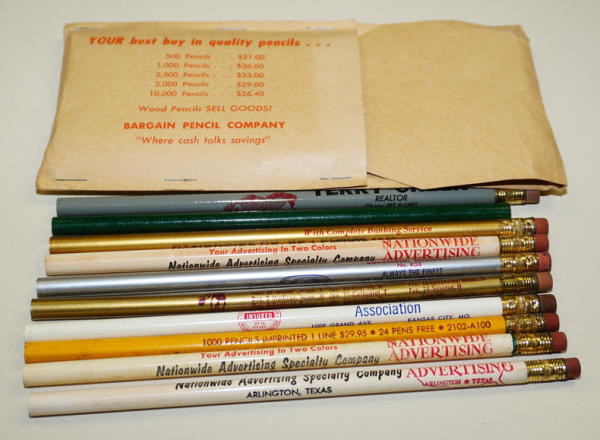 YOUR best buy in quality pencils . . .
500 Pencils . . . $21.00
1,000 Pencils . . . $36.60
2,500 Pencils . . . $33.00
5,000 Pencils . . . $29.00
10,000 Pencils . . . $26.40
Wood Pencils SELL GOODS!
BARGAIN PENCIL COMPANY
"Where cash talks savings"
REALTOR
With Complete Banking Service
Your Advertising In Two Colors
NATIONWIDE
Nationwide Advertising Specialty Company
ADVERTISING
ALWAYS THE FINEST
INSURED
Association
1009 GRAND AVE.
KANSAS CITY, MO.
1000 PENCILS IMPRINTED 1 LINE $29.95 • 24 PENS FREE • 2102-A100
Your Advertising In Two Colors
NATIONWIDE
Nationwide Advertising Specialty Company
ADVERTISING
Nationwide Advertising Specialty Company
ADVERTISING
ARLINGTON, TEXAS
ARLINGTON ★ TEXAS